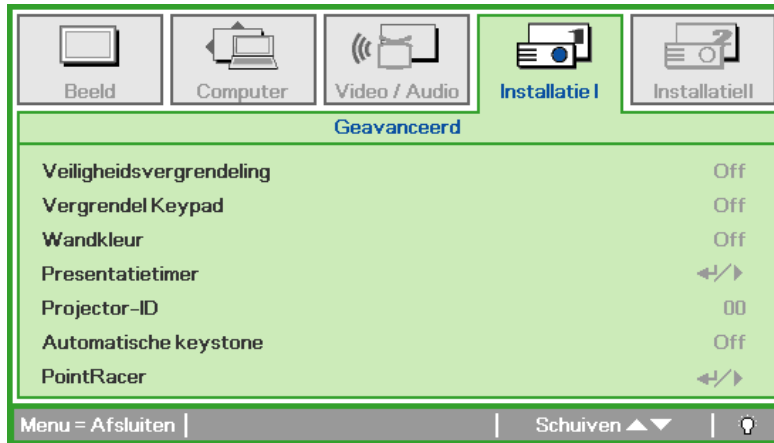 Beeld Computer Video / Audio Installatie I InstallatieII
Geavanceerd
Veiligheidsvergrendeling Off
Vergrendel Keypad Off
Wandkleur Off
Presentatietimer
Projector-ID 00
Automatische keystone Off
PointRacer
Menu = Afsluiten Schuiven